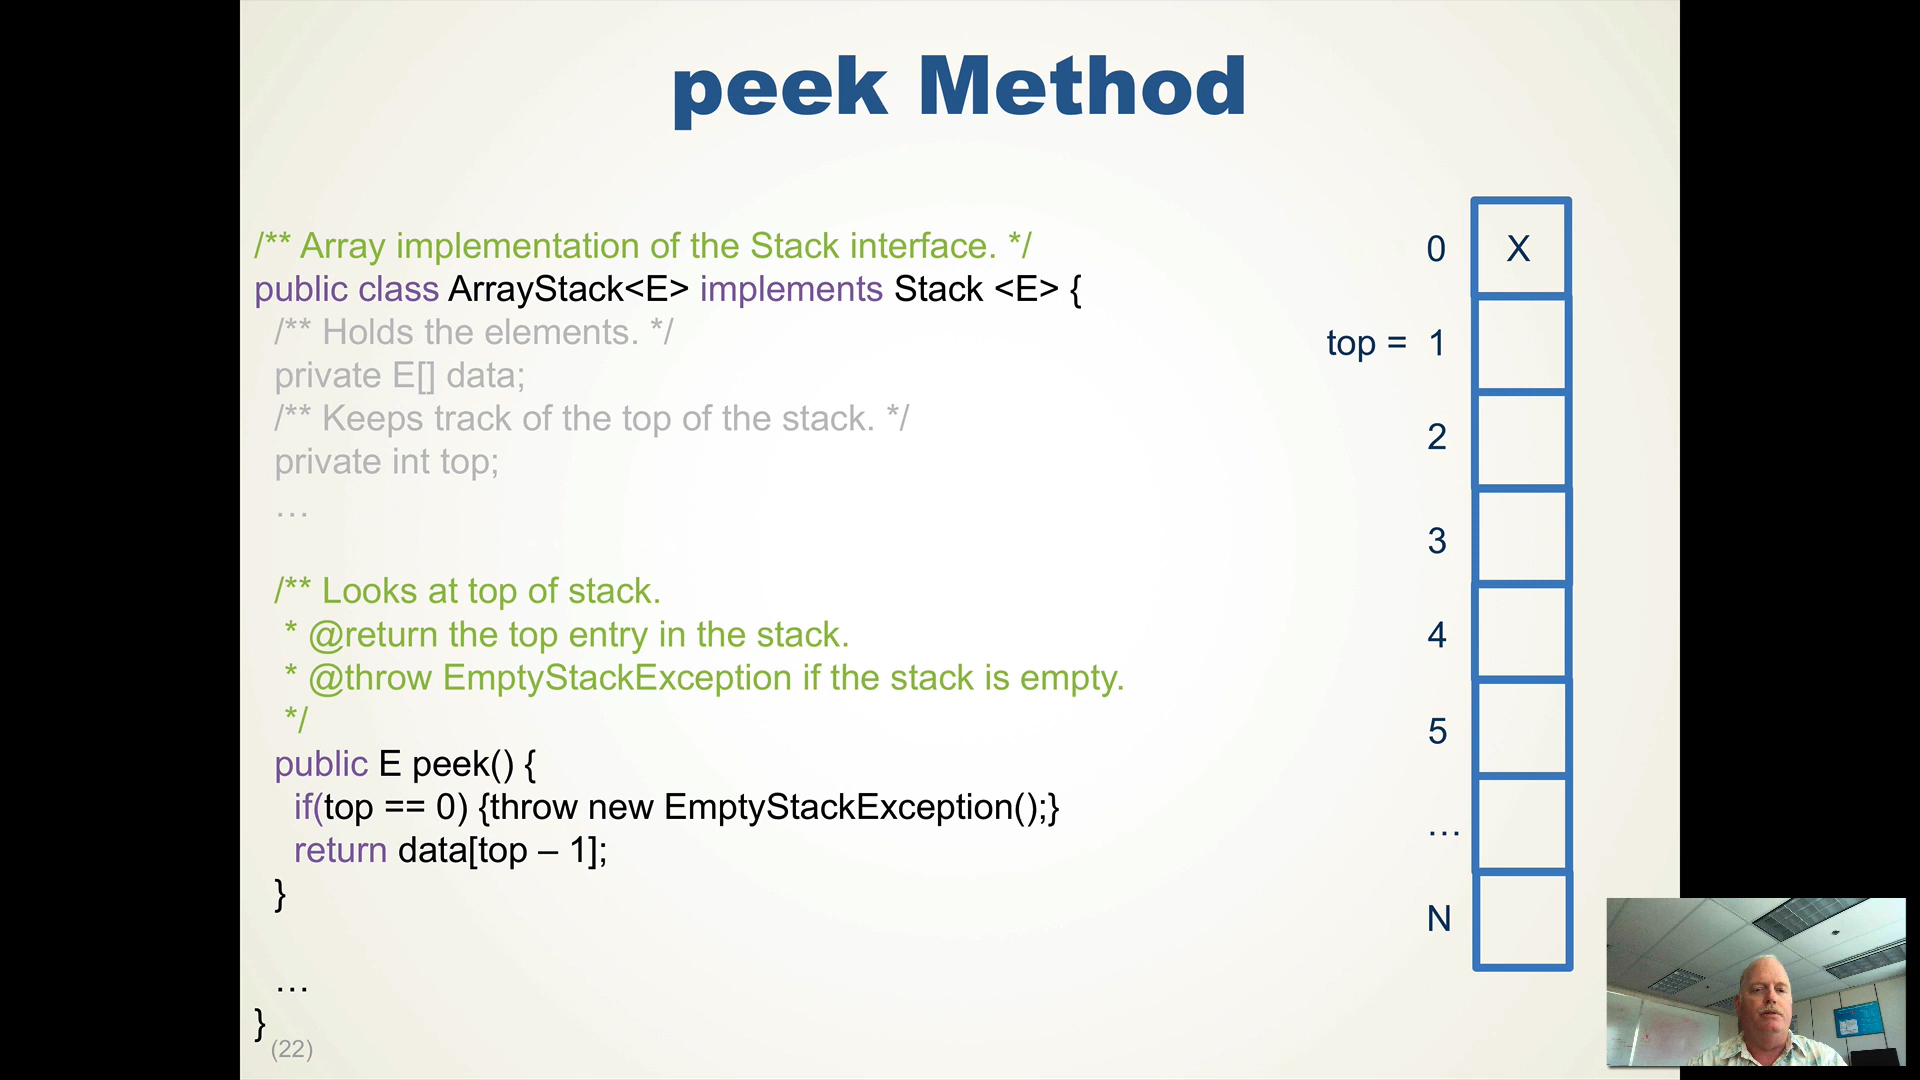 peek Method
/** Array implementation of the Stack interface. */
public class ArrayStack<E> implements Stack <E> {
/** Holds the elements. */
private E[] data;
/** Keeps track of the top of the stack. */
private int top;
…
/** Looks at top of stack.
* @return the top entry in the stack.
* @throw EmptyStackException if the stack is empty.
*/
public E peek() {
if(top == 0) {throw new EmptyStackException();}
return data[top – 1];
}
…
}
(22)
0 X
top = 1
2
3
4
5
…
N